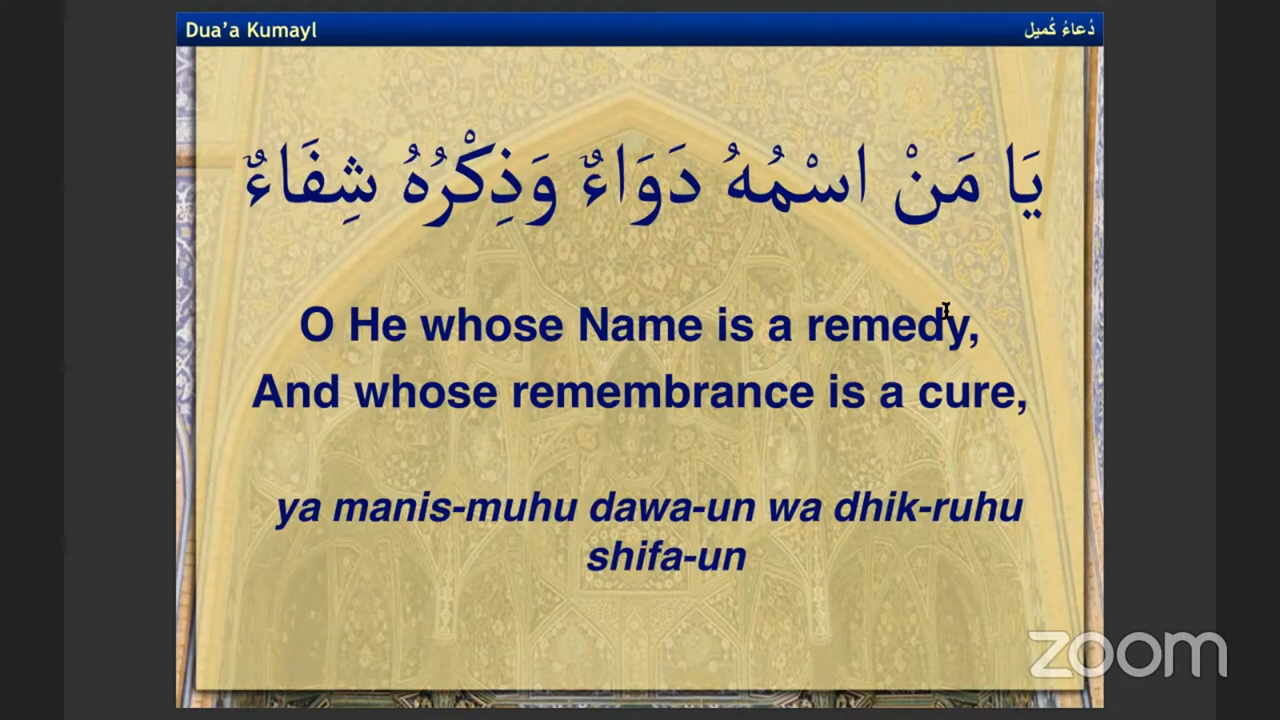 Dua’a Kumayl
دُعاءُ كُميل
يَا مَنْ اسْمُهُ دَوَاءٌ وَذِكْرُهُ شِفَاءٌ
O He whose Name is a remedy,
And whose remembrance is a cure,
ya manis-muhu dawa-un wa dhik-ruhu
shifa-un
zoom